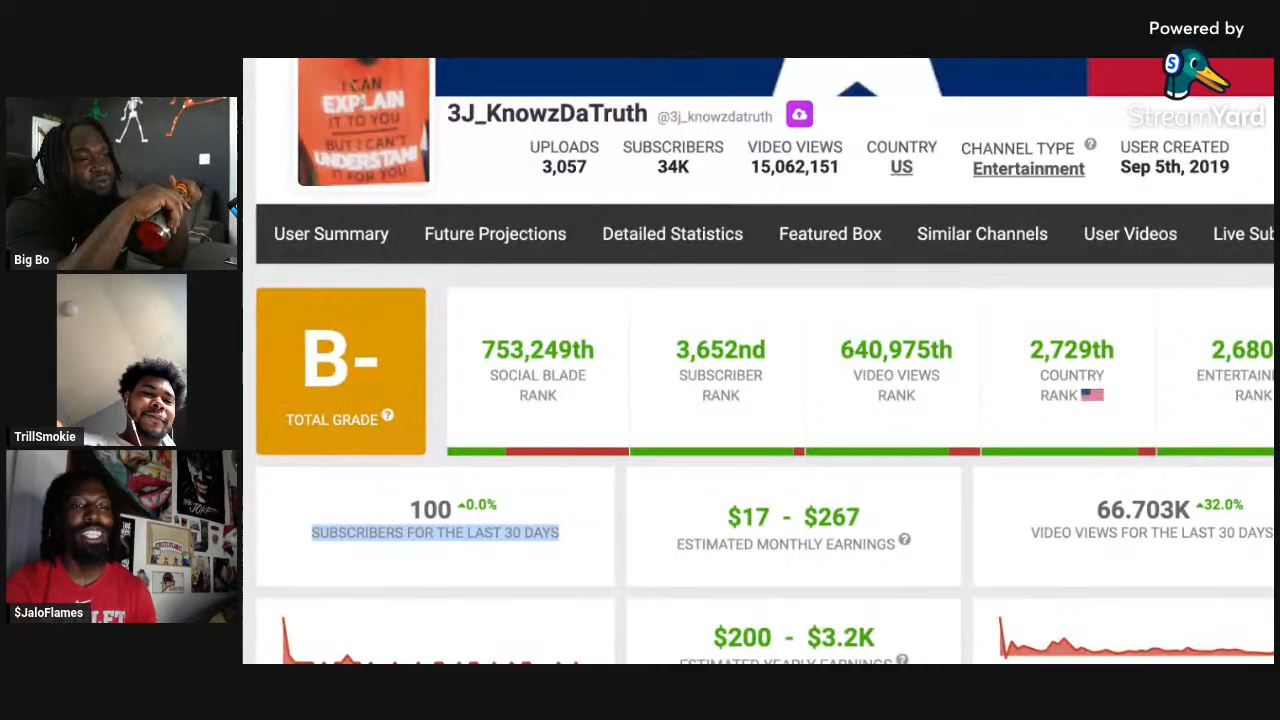 Powered by
S
StreamYard
I CAN
EXPLAIN
IT TO YOU
BUT I CAN'T
UNDERSTAND
IT FOR YOU
3J_KnowzDaTruth @3j_knowzdatruth
UPLOADS SUBSCRIBERS VIDEO VIEWS COUNTRY CHANNEL TYPE ? USER CREATED
3,057 34K 15,062,151 US Entertainment Sep 5th, 2019
User Summary Future Projections Detailed Statistics Featured Box Similar Channels User Videos Live Sub
B-
TOTAL GRADE ?
753,249th 3,652nd 640,975th 2,729th 2,680
SOCIAL BLADE SUBSCRIBER VIDEO VIEWS COUNTRY ENTERTAIN
RANK RANK RANK RANK RANK
100 0.0%
SUBSCRIBERS FOR THE LAST 30 DAYS
$17 - $267
ESTIMATED MONTHLY EARNINGS ?
66.703K 32.0%
VIDEO VIEWS FOR THE LAST 30 DAYS
$200 - $3.2K
ESTIMATED YEARLY EARNINGS ?
Big Bo
TrillSmokie
THE JOKER
$JaloFlames